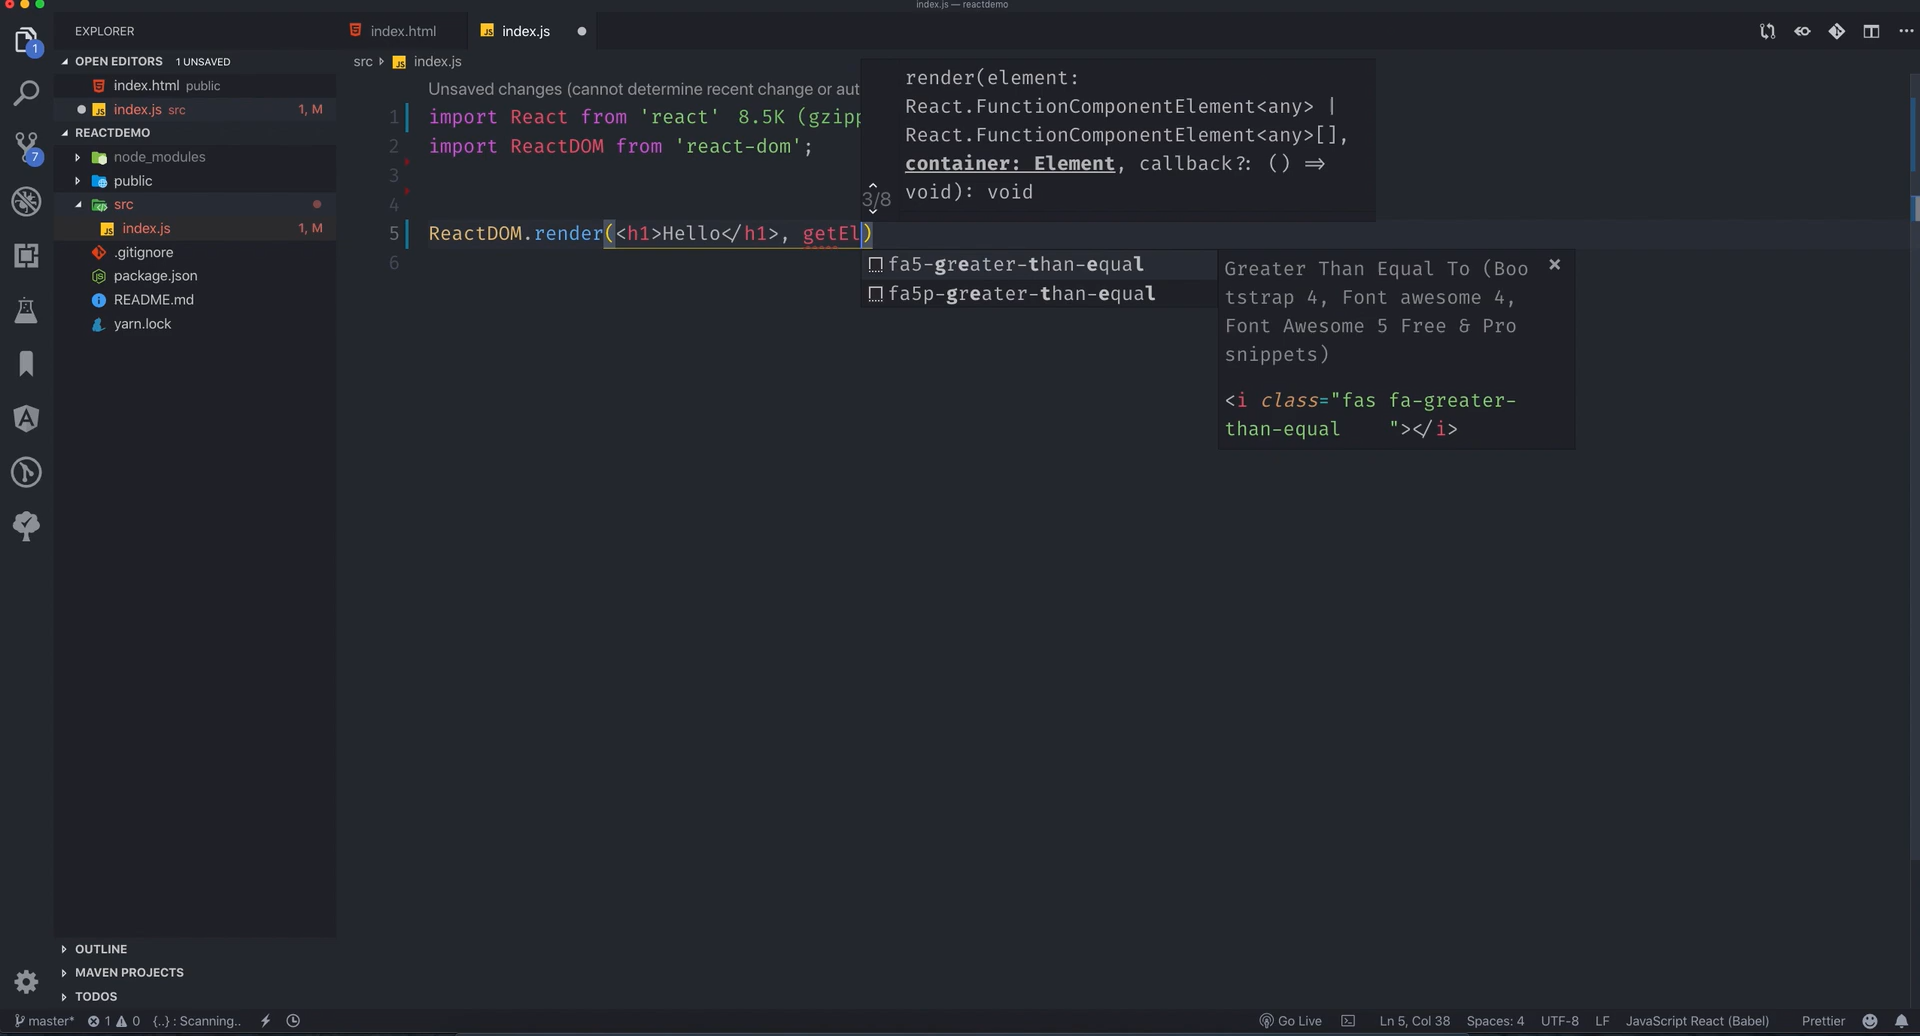 index.js — reactdemo
EXPLORER
index.html
index.js
OPEN EDITORS 1 UNSAVED
index.html public
index.js src 1, M
REACTDEMO
node_modules
public
src
index.js 1, M
.gitignore
package.json
README.md
yarn.lock
OUTLINE
MAVEN PROJECTS
TODOS
1
7
src index.js
Unsaved changes (cannot determine recent change or aut
1 import React from 'react' 8.5K (gzipp
2 import ReactDOM from 'react-dom';
3
4
5 ReactDOM.render(<h1>Hello</h1>, getEl)
6
render(element:
React.FunctionComponentElement<any> |
React.FunctionComponentElement<any>[],
container: Element, callback?: () =>
void): void
3/8
fa5-greater-than-equal
fa5p-greater-than-equal
Greater Than Equal To (Boo
tstrap 4, Font awesome 4,
Font Awesome 5 Free & Pro
snippets)
<i class="fas fa-greater-
than-equal    "></i>
master* 1 0 {..} : Scanning.. Go Live Ln 5, Col 38 Spaces: 4 UTF-8 LF JavaScript React (Babel) Prettier